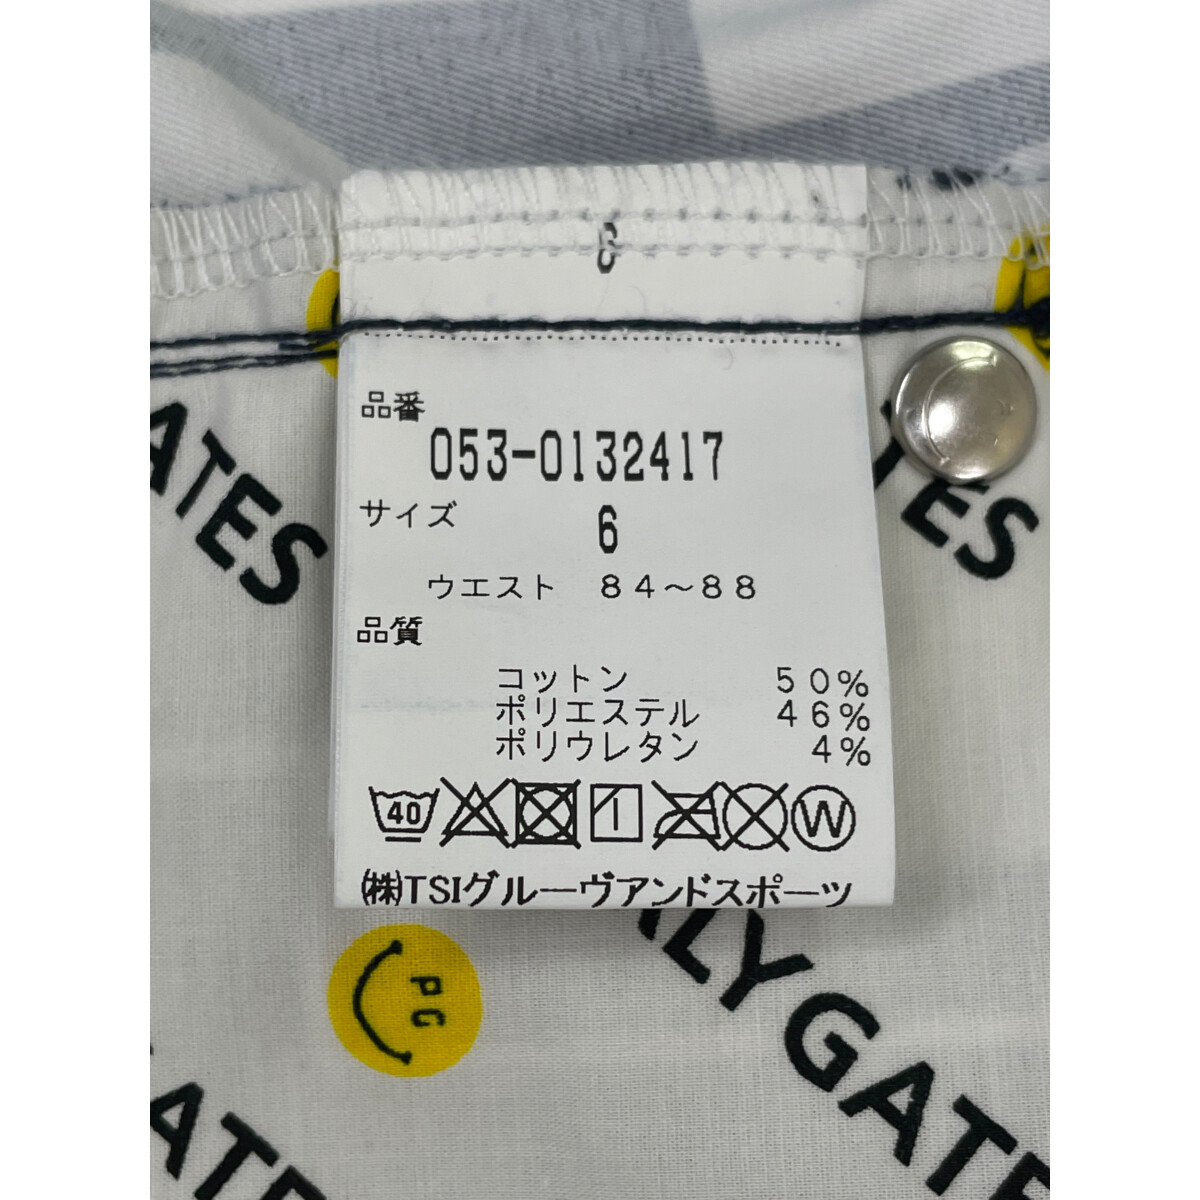 6
品番
053-0132417
サイズ
6
ウエスト 84～88
品質
コットン 50%
ポリエステル 46%
ポリウレタン 4%
40
W
㈱TSIグルーヴアンドスポーツ
ATES
TES
PG
LY GATES
ATE